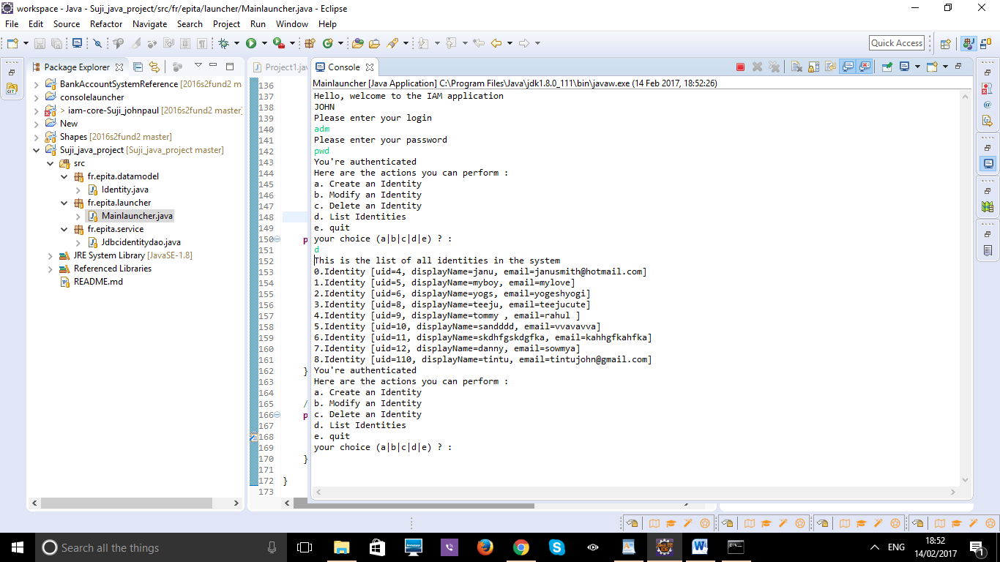 workspace - Java - Suji_java_project/src/fr/epita/launcher/Mainlauncher.java - Eclipse
File Edit Source Refactor Navigate Search Project Run Window Help
Quick Access
Package Explorer
BankAccountSystemReference [2016s2fund2 m
consolelauncher
> iam-core-Suji_johnpaul [2016s2fund2 master]
New
Shapes [2016s2fund2 master]
Suji_java_project [Suji_java_project master]
src
fr.epita.datamodel
Identity.java
fr.epita.launcher
Mainlauncher.java
fr.epita.service
Jdbcidentitydao.java
JRE System Library [JavaSE-1.8]
Referenced Libraries
README.md
Project1.jav
136
137
138
139
140
141
142
143
144
145
146
147
148
149
150 p
151
152
153
154
155
156
157
158
159
160
161
162 }
163
164
165 /
166 p
167
168
169
170 }
171
172 }
173
Console
Mainlauncher [Java Application] C:\Program Files\Java\jdk1.8.0_111\bin\javaw.exe (14 Feb 2017, 18:52:26)
Hello, welcome to the IAM application
JOHN
Please enter your login
adm
Please enter your password
pwd
You're authenticated
Here are the actions you can perform :
a. Create an Identity
b. Modify an Identity
c. Delete an Identity
d. List Identities
e. quit
your choice (a|b|c|d|e) ? :
d
This is the list of all identities in the system
0.Identity [uid=4, displayName=janu, email=janusmith@hotmail.com]
1.Identity [uid=5, displayName=myboy, email=mylove]
2.Identity [uid=6, displayName=yogs, email=yogeshyogi]
3.Identity [uid=8, displayName=teeju, email=teejucute]
4.Identity [uid=9, displayName=tommy , email=rahul ]
5.Identity [uid=10, displayName=sandddd, email=vvavavva]
6.Identity [uid=11, displayName=skdhfgskdgfka, email=kahhgfkahfka]
7.Identity [uid=12, displayName=danny, email=sowmya]
8.Identity [uid=110, displayName=tintu, email=tintujohn@gmail.com]
You're authenticated
Here are the actions you can perform :
a. Create an Identity
b. Modify an Identity
c. Delete an Identity
d. List Identities
e. quit
your choice (a|b|c|d|e) ? :
Search all the things
ENG
18:52
14/02/2017
1